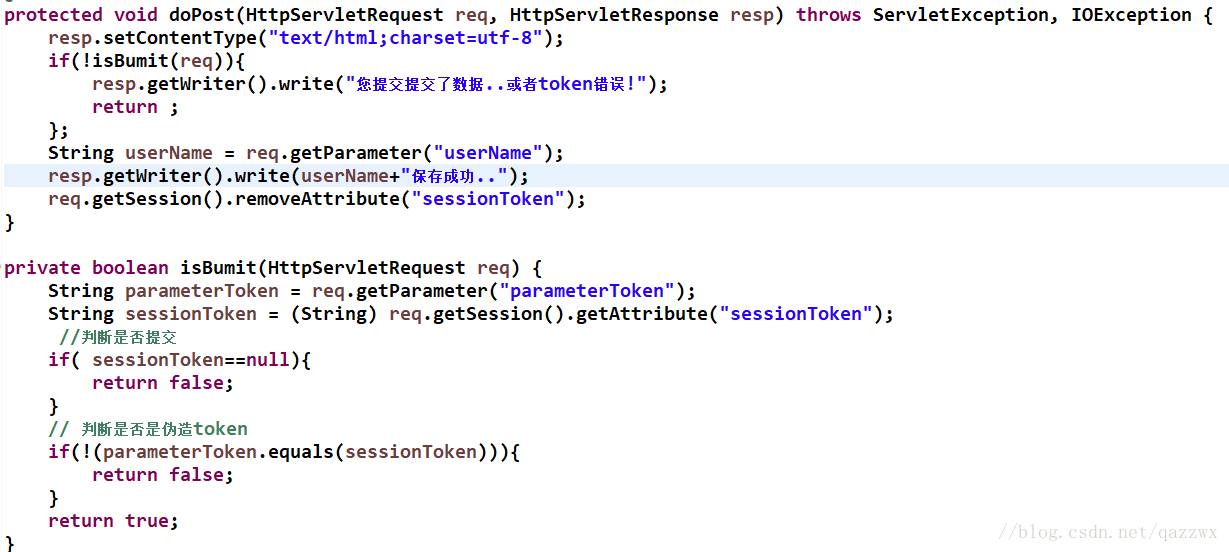 protected void doPost(HttpServletRequest req, HttpServletResponse resp) throws ServletException, IOException {
    resp.setContentType("text/html;charset=utf-8");
    if(!isBumit(req)){
        resp.getWriter().write("您提交提交了数据..或者token错误!");
        return ;
    };
    String userName = req.getParameter("userName");
    resp.getWriter().write(userName+"保存成功..");
    req.getSession().removeAttribute("sessionToken");
}

private boolean isBumit(HttpServletRequest req) {
    String parameterToken = req.getParameter("parameterToken");
    String sessionToken = (String) req.getSession().getAttribute("sessionToken");
     //判断是否提交
    if( sessionToken==null){
        return false;
    }
    // 判断是否是伪造token
    if(!(parameterToken.equals(sessionToken))){
        return false;
    }
    return true;
}
//blog.csdn.net/qazzwx